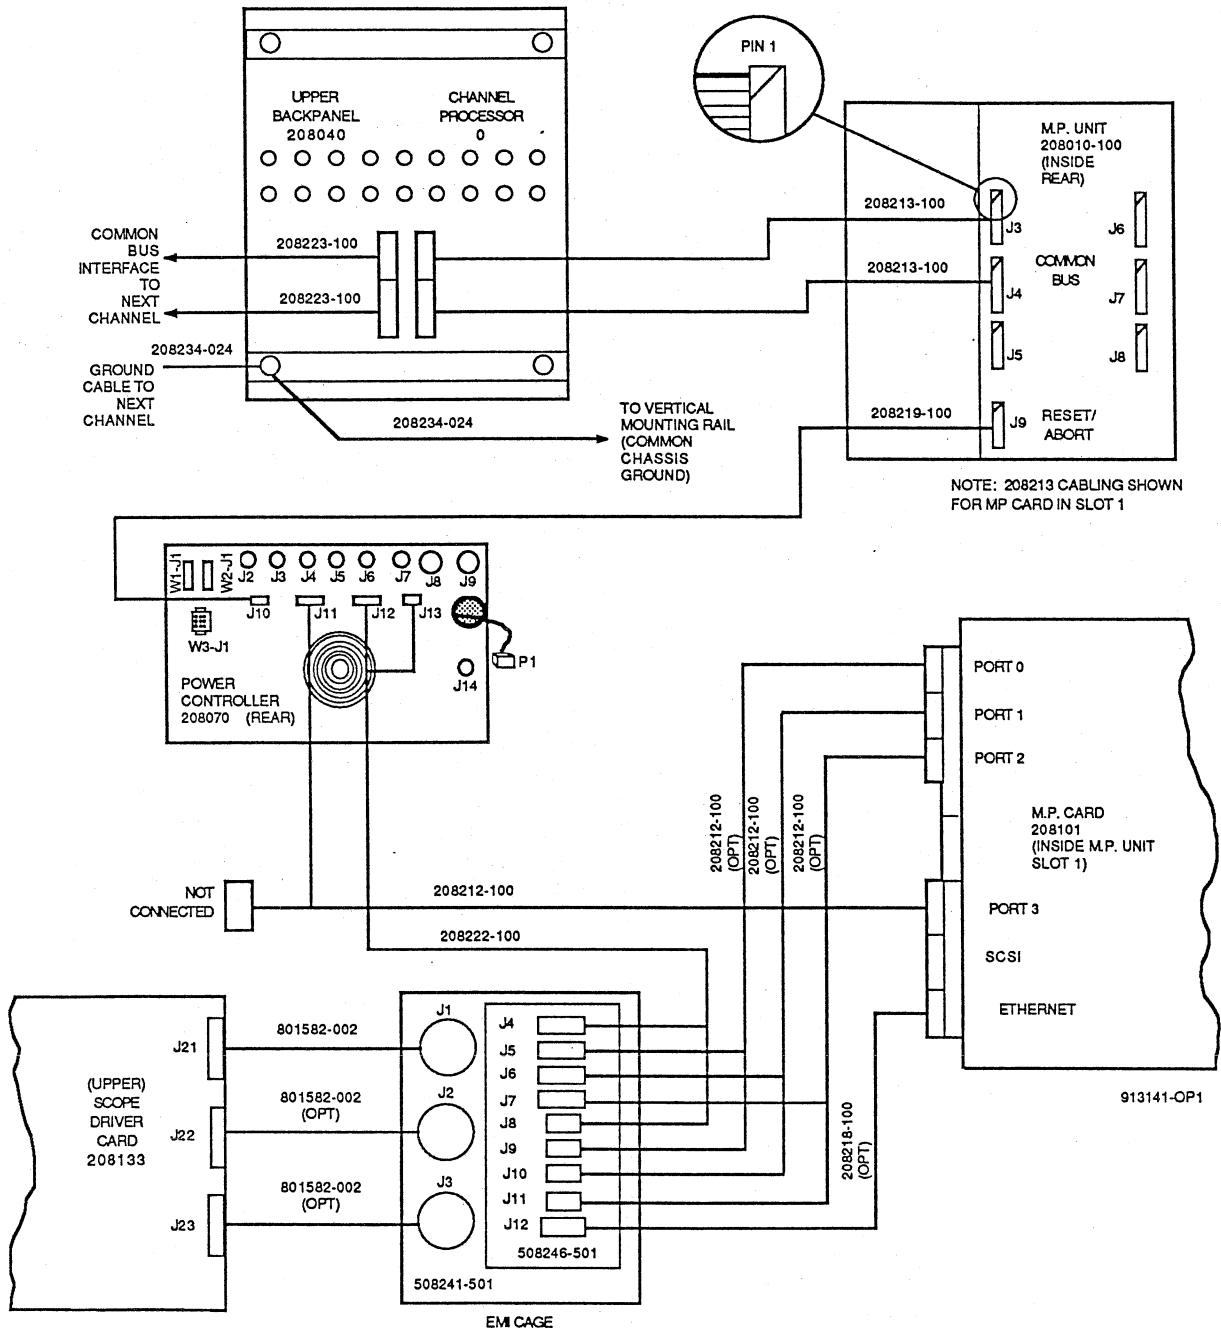 PIN 1
UPPER
BACKPANEL
208040
CHANNEL
PROCESSOR
0
M.P. UNIT
208010-100
(INSIDE
REAR)
208213-100
J3
J6
COMMON
BUS
INTERFACE
TO
NEXT
CHANNEL
208223-100
208223-100
208213-100
COMMON
BUS
J4
J7
J5
J8
208234-024
GROUND
CABLE TO
NEXT
CHANNEL
208234-024
TO VERTICAL
MOUNTING RAIL
(COMMON
CHASSIS
GROUND)
208219-100
J9
RESET/
ABORT
NOTE: 208213 CABLING SHOWN
FOR MP CARD IN SLOT 1
W1-J1
W2-J1
J2
J3
J4
J5
J6
J7
J8
J9
J10
J11
J12
J13
W3-J1
P1
J14
POWER
CONTROLLER
208070 (REAR)
PORT 0
PORT 1
PORT 2
208212-100
(OPT)
208212-100
(OPT)
208212-100
(OPT)
M.P. CARD
208101
(INSIDE M.P. UNIT
SLOT 1)
NOT
CONNECTED
208212-100
PORT 3
208222-100
SCSI
ETHERNET
J21
801582-002
J1
(UPPER)
SCOPE
DRIVER
CARD
208133
J22
801582-002
(OPT)
J2
J23
801582-002
(OPT)
J3
J4
J5
J6
J7
J8
J9
J10
J11
J12
508246-501
508241-501
EMI CAGE
208218-100
(OPT)
913141-OP1